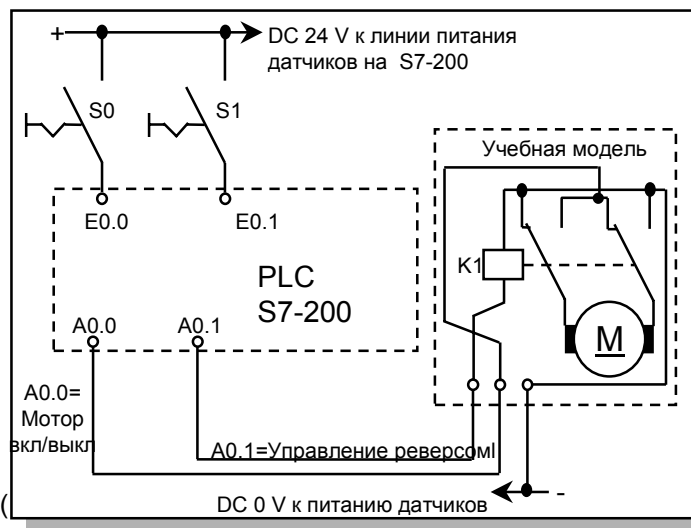 +
DC 24 V к линии питания
датчиков на S7-200
S0
S1
Учебная модель
E0.0
E0.1
K1
PLC
S7-200
M
A0.0
A0.1
A0.0=
Мотор
вкл/выкл
A0.1=Управление реверсомl
DC 0 V к питанию датчиков
-
(